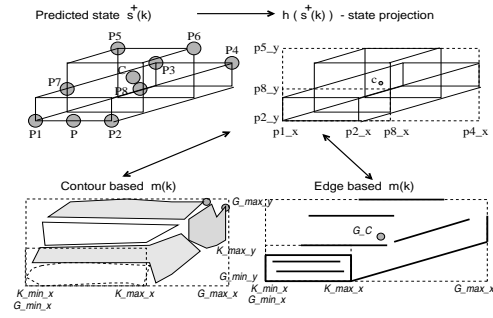 Predicted state s^+(k) h ( s^+(k)) - state projection
P5 P6
P3 P4
C
P7 P8
P1 P P2
p5_y
c
p8_y
p2_y
p1_x p2_x p8_x p4_x
Contour based m(k)
G_max_y
K_max_y
G_min_y
K_min_x K_max_x G_max_x
G_min_x
Edge based m(k)
G_C
K_min_x K_max_x G_max_x
G_min_x